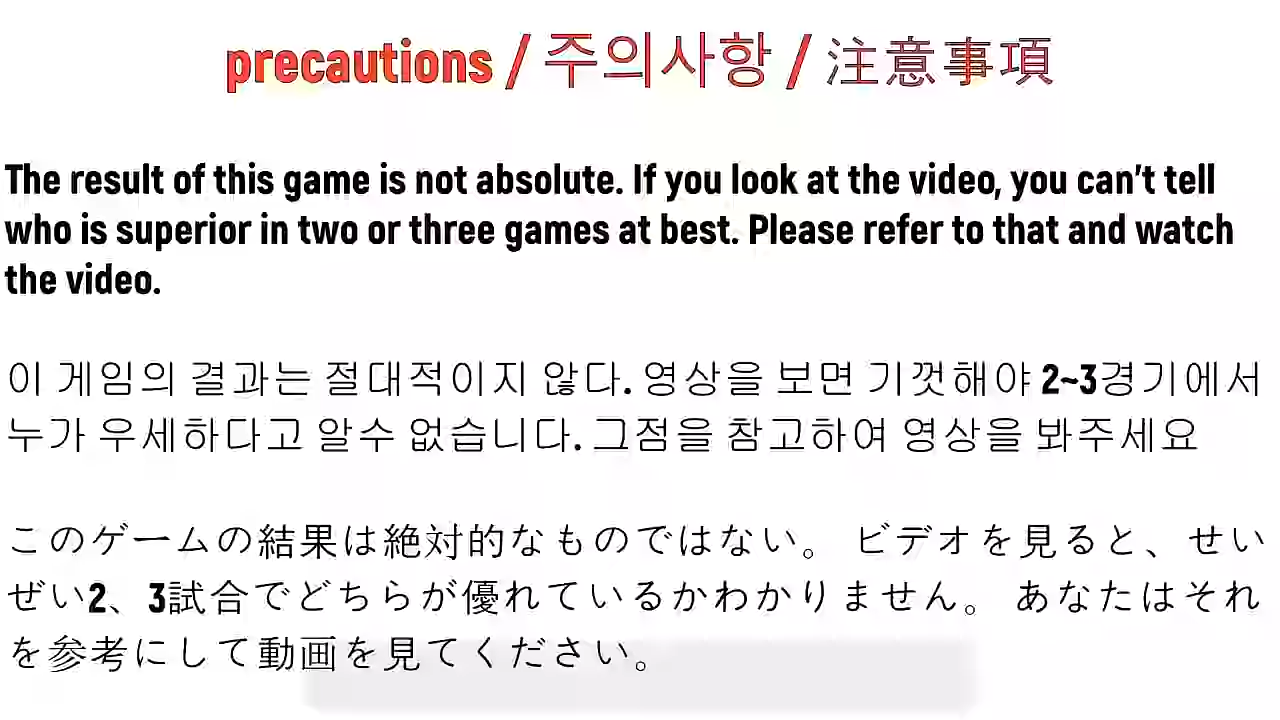 precautions / 주의사항 / 注意事項
The result of this game is not absolute. If you look at the video, you can't tell
who is superior in two or three games at best. Please refer to that and watch
the video.
이 게임의 결과는 절대적이지 않다. 영상을 보면 기껏해야 2~3경기에서
누가 우세하다고 알수 없습니다. 그점을 참고하여 영상을 봐주세요
このゲームの結果は絶対的なものではない。 ビデオを見ると、せい
ぜい2、3試合でどちらが優れているかわかりません。 あなたはそれ
を参考にして動画を見てください。